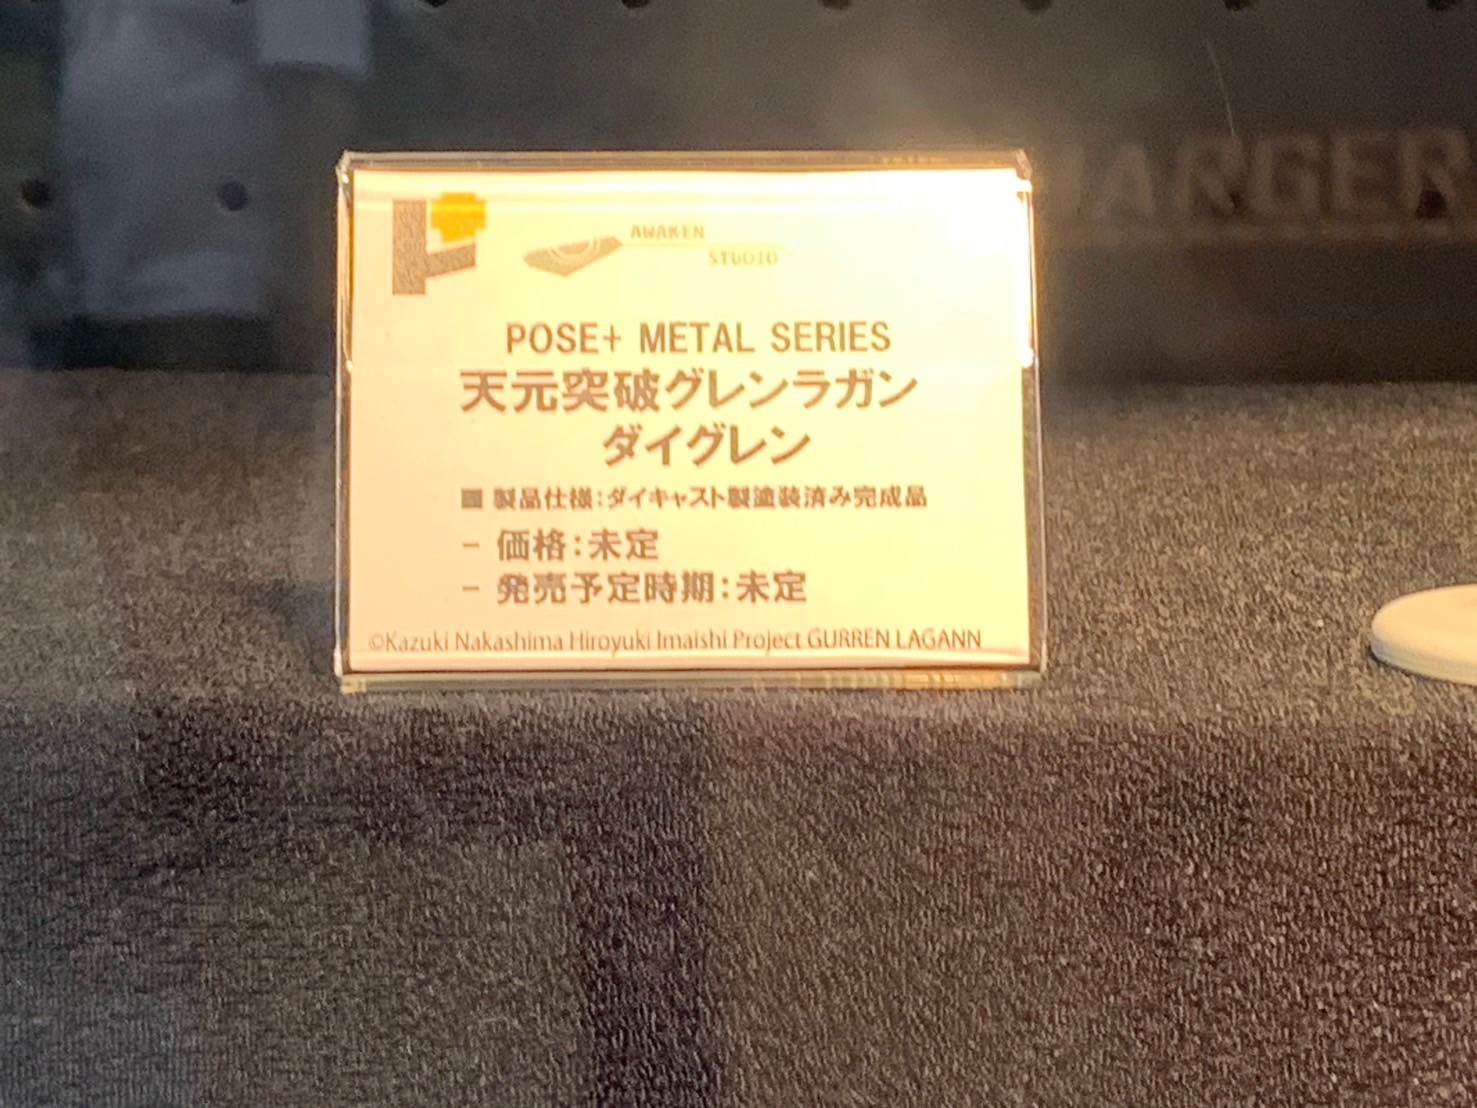 AWAKEN
STUDIO
POSE+ METAL SERIES
天元突破グレンラガン
ダイグレン
■ 製品仕様：ダイキャスト製塗装済み完成品
− 価格：未定
− 発売予定時期：未定
©Kazuki Nakashima Hiroyuki Imaishi Project GURREN LAGANN
ARGER